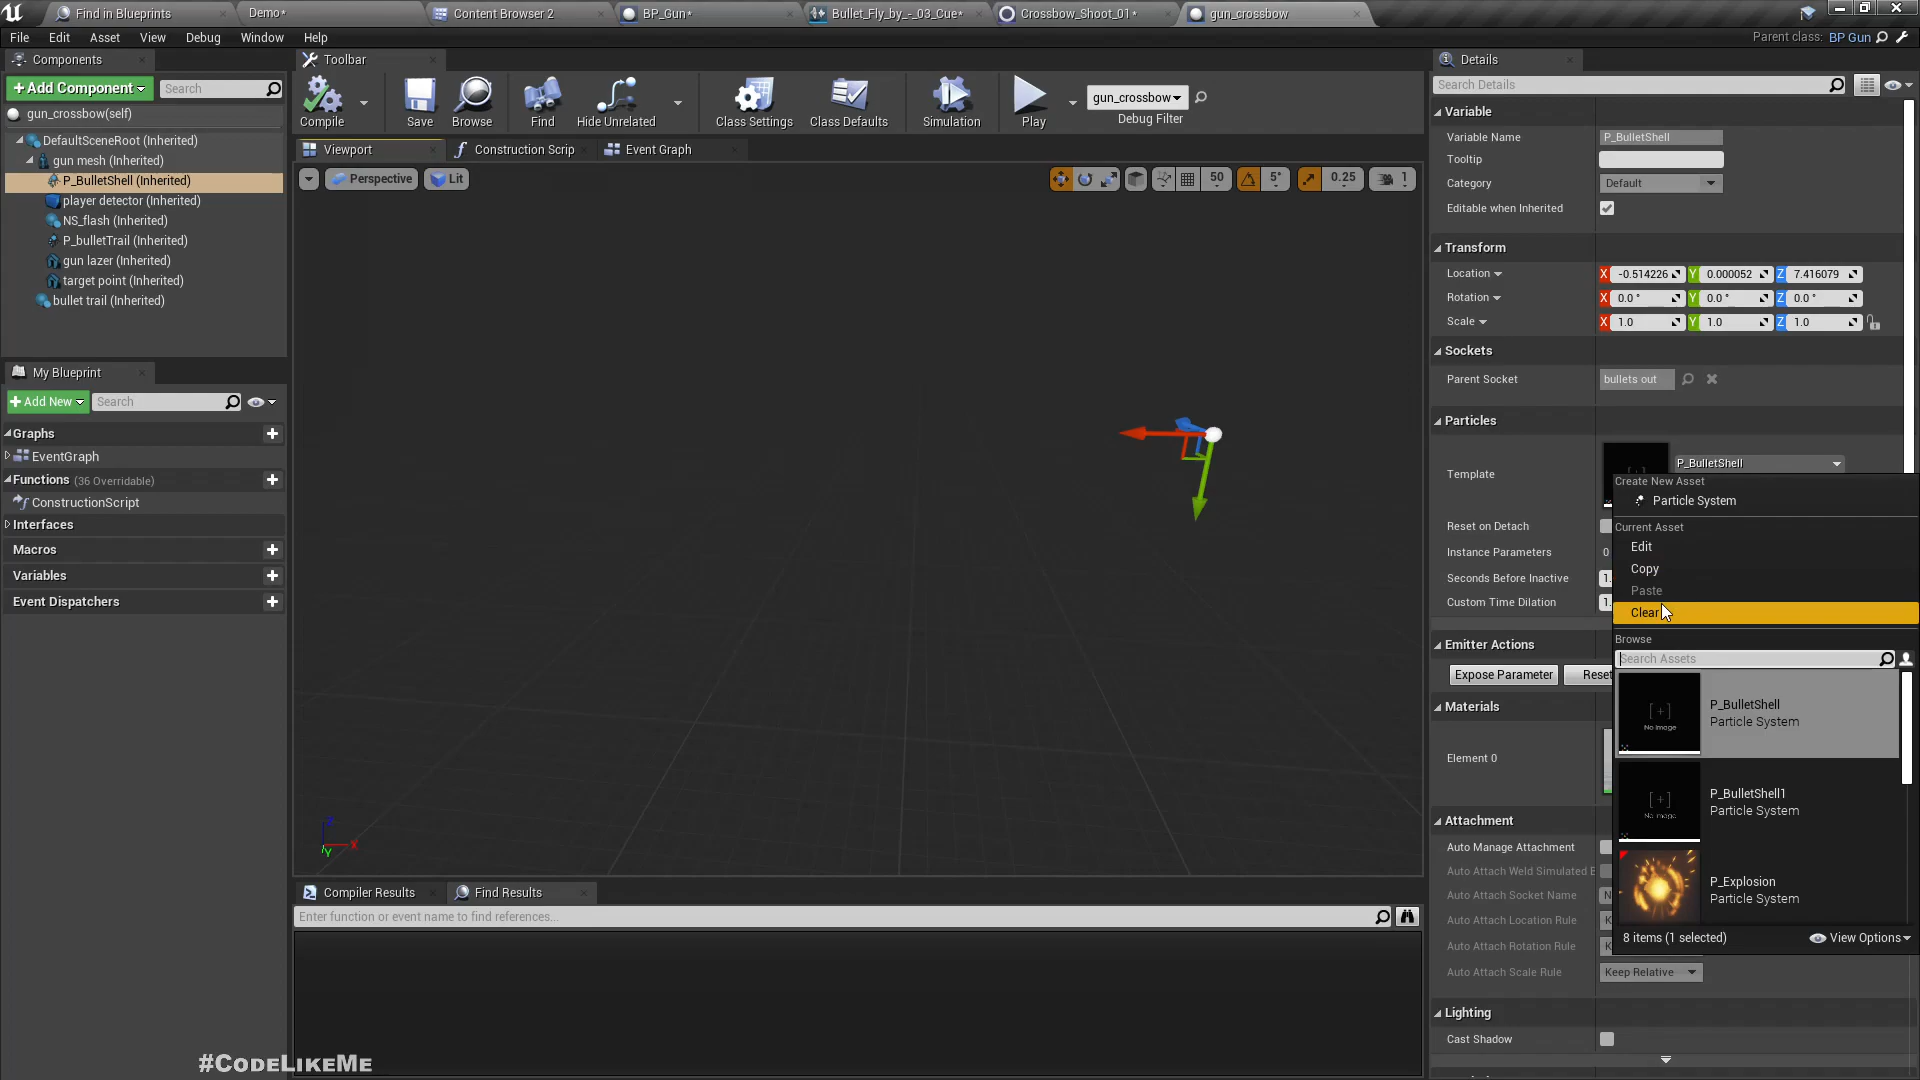 Find in Blueprints
Demo*
Content Browser 2
BP_Gun*
Bullet_Fly_by_-_03_Cue*
Crossbow_Shoot_01*
gun_crossbow
File Edit Asset View Debug Window Help
Parent class: BP Gun
Components
+Add Component
Search
gun_crossbow(self)
DefaultSceneRoot (Inherited)
gun mesh (Inherited)
P_BulletShell (Inherited)
player detector (Inherited)
NS_flash (Inherited)
P_bulletTrail (Inherited)
gun lazer (Inherited)
target point (Inherited)
bullet trail (Inherited)
My Blueprint
+Add New
Search
Graphs
EventGraph
Functions (36 Overridable)
ConstructionScript
Interfaces
Macros
Variables
Event Dispatchers
#CodeLikeMe
Toolbar
Compile
Save
Browse
Find
Hide Unrelated
Class Settings
Class Defaults
Simulation
Play
gun_crossbow
Debug Filter
Viewport
Construction Scrip
Event Graph
Perspective
Lit
50
5°
0.25
1
Z
X
Y
Compiler Results
Find Results
Enter function or event name to find references...
Details
Search Details
Variable
Variable Name P_BulletShell
Tooltip
Category Default
Editable when Inherited
Transform
Location X -0.514226 Y 0.000052 Z 7.416079
Rotation X 0.0 ° Y 0.0 ° Z 0.0 °
Scale X 1.0 Y 1.0 Z 1.0
Sockets
Parent Socket bullets out
Particles
Template P_BulletShell
Reset on Detach
Instance Parameters 0
Seconds Before Inactive 1.
Custom Time Dilation 1.
Emitter Actions
Expose Parameter
Reset
Materials
Element 0
Attachment
Auto Manage Attachment
Auto Attach Weld Simulated B
Auto Attach Socket Name N
Auto Attach Location Rule K
Auto Attach Rotation Rule K
Auto Attach Scale Rule Keep Relative
Lighting
Cast Shadow
Create New Asset
Particle System
Current Asset
Edit
Copy
Paste
Clear
Browse
Search Assets
[+]
No Image
P_BulletShell
Particle System
[+]
No Image
P_BulletShell1
Particle System
P_Explosion
Particle System
8 items (1 selected)
View Options